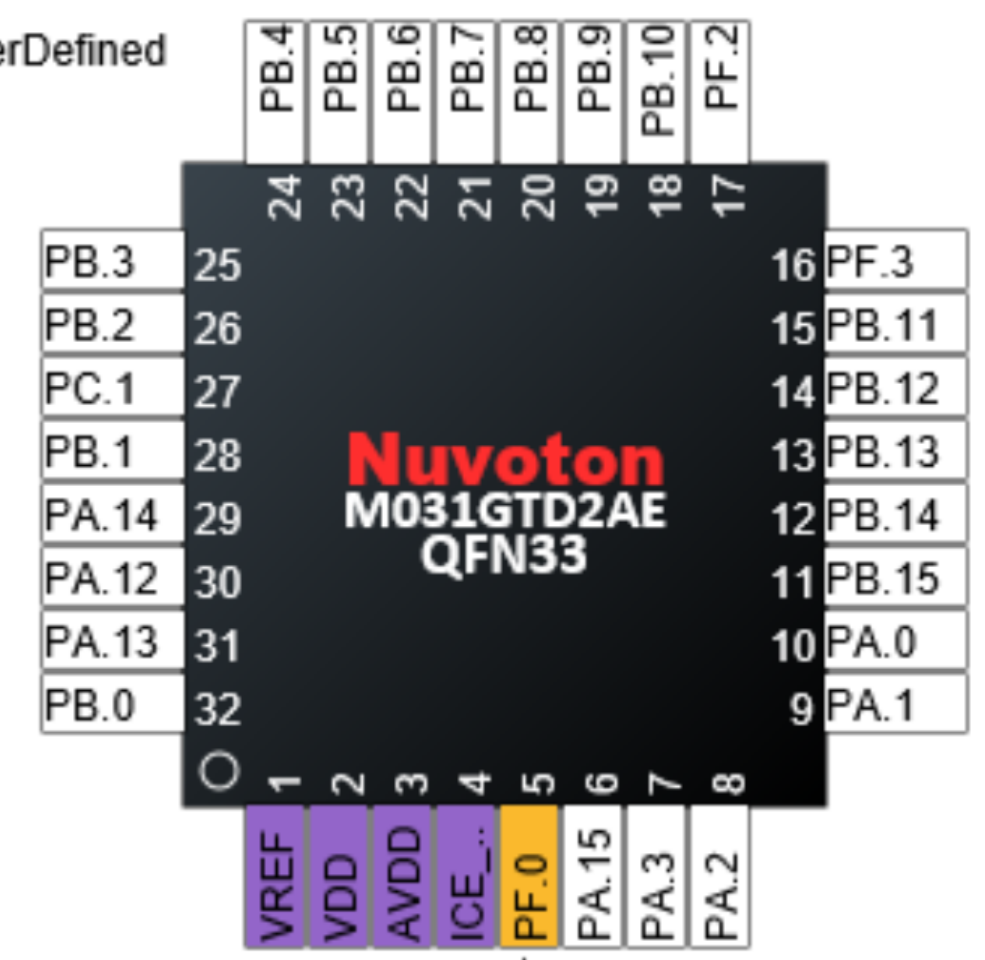 erDefined
PB.4 PB.5 PB.6 PB.7 PB.8 PB.9 PB.10 PF.2
24 23 22 21 20 19 18 17
PB.3 25 16 PF.3
PB.2 26 15 PB.11
PC.1 27 14 PB.12
PB.1 28 13 PB.13
PA.14 29 12 PB.14
PA.12 30 11 PB.15
PA.13 31 10 PA.0
PB.0 32 9 PA.1
Nuvoton
M031GTD2AE
QFN33
1 2 3 4 5 6 7 8
VREF VDD AVDD ICE_.. PF.0 PA.15 PA.3 PA.2